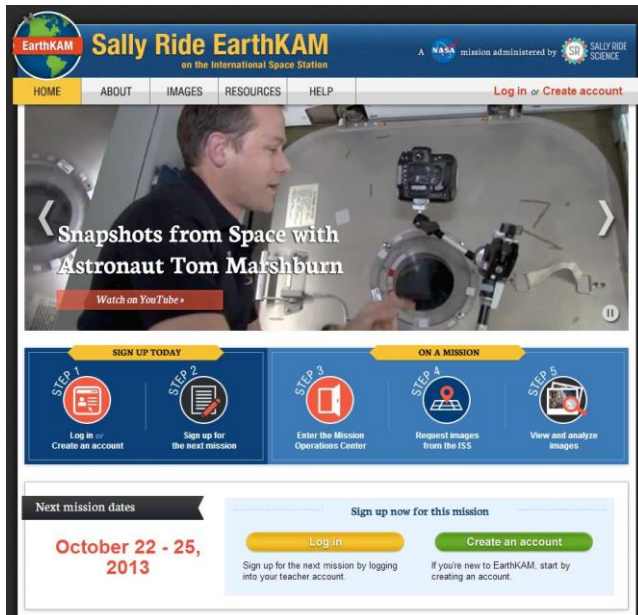 EarthKAM
Sally Ride EarthKAM
on the International Space Station
A NASA mission administered by SR SALLY RIDE
SCIENCE
HOME ABOUT IMAGES RESOURCES HELP Log in or Create account
Snapshots from Space with
Astronaut Tom Marshburn
Watch on YouTube »
SIGN UP TODAY
ON A MISSION
STEP 1
Log in or
Create an account
STEP 2
Sign up for
the next mission
STEP 3
Enter the Mission
Operations Center
STEP 4
Request images
from the ISS
STEP 5
View and analyze
images
Next mission dates
October 22 - 25,
2013
Sign up now for this mission
Log in
Sign up for the next mission by logging
into your teacher account.
Create an account
If you're new to EarthKAM, start by
creating an account.